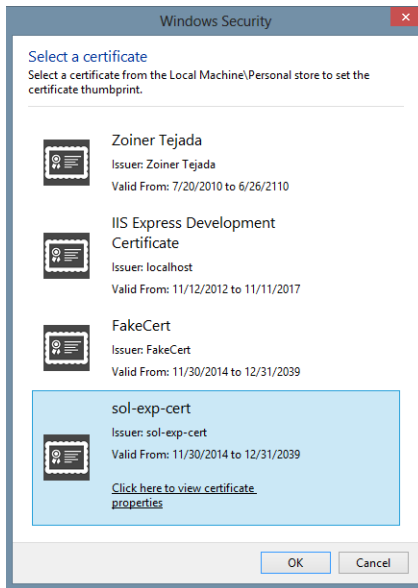 Windows Security
Select a certificate
Select a certificate from the Local Machine\Personal store to set the
certificate thumbprint.
Zoiner Tejada
Issuer: Zoiner Tejada
Valid From: 7/20/2010 to 6/26/2110
IIS Express Development
Certificate
Issuer: localhost
Valid From: 11/12/2012 to 11/11/2017
FakeCert
Issuer: FakeCert
Valid From: 11/30/2014 to 12/31/2039
sol-exp-cert
Issuer: sol-exp-cert
Valid From: 11/30/2014 to 12/31/2039
Click here to view certificate
properties
OK
Cancel